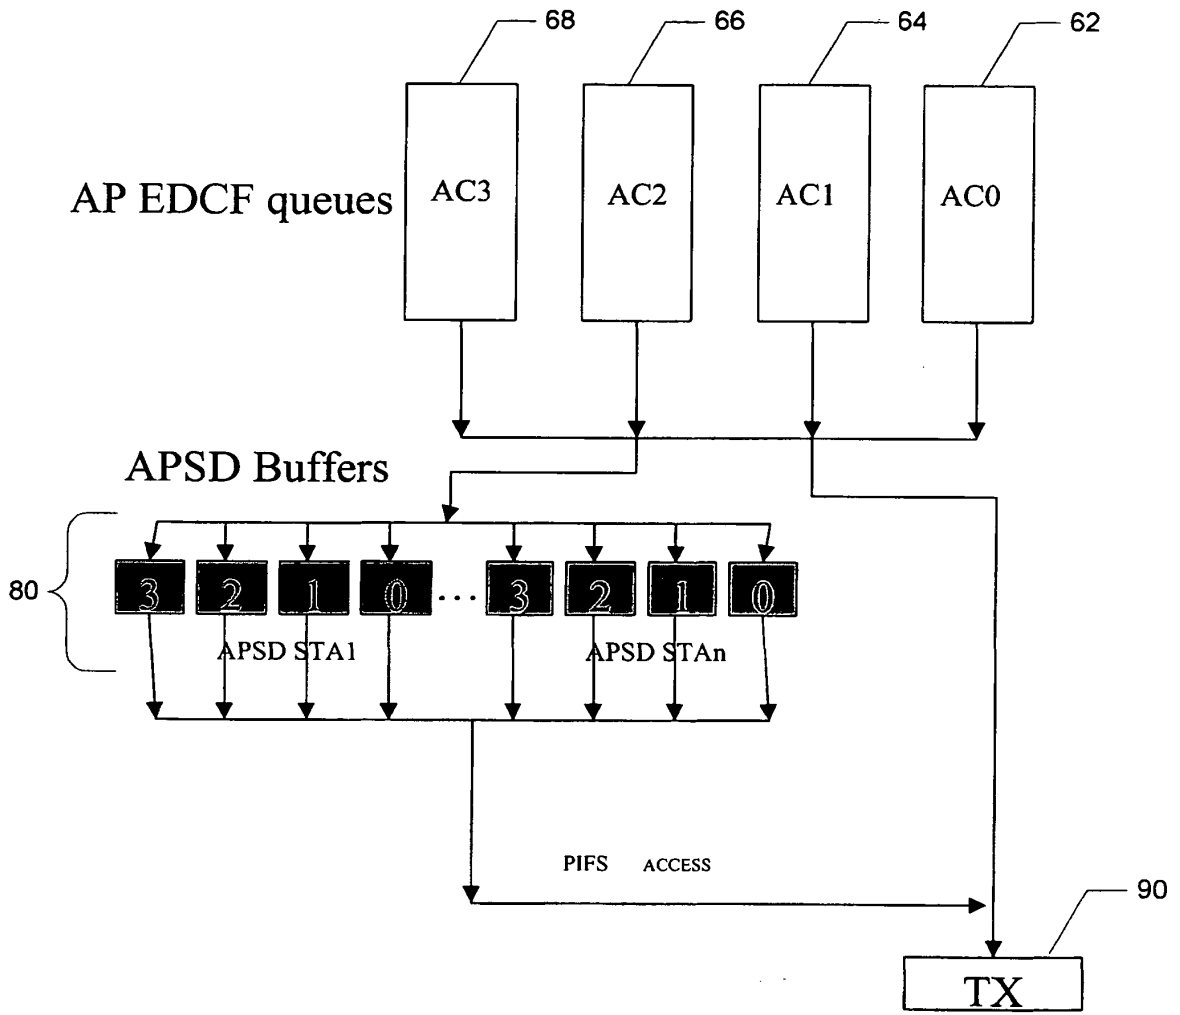 68 66 64 62
AP EDCF queues AC3 AC2 AC1 AC0
APSD Buffers
80 3 2 1 0 ... 3 2 1 0
APSD STA1 APSD STAn
PIFS ACCESS
90
TX